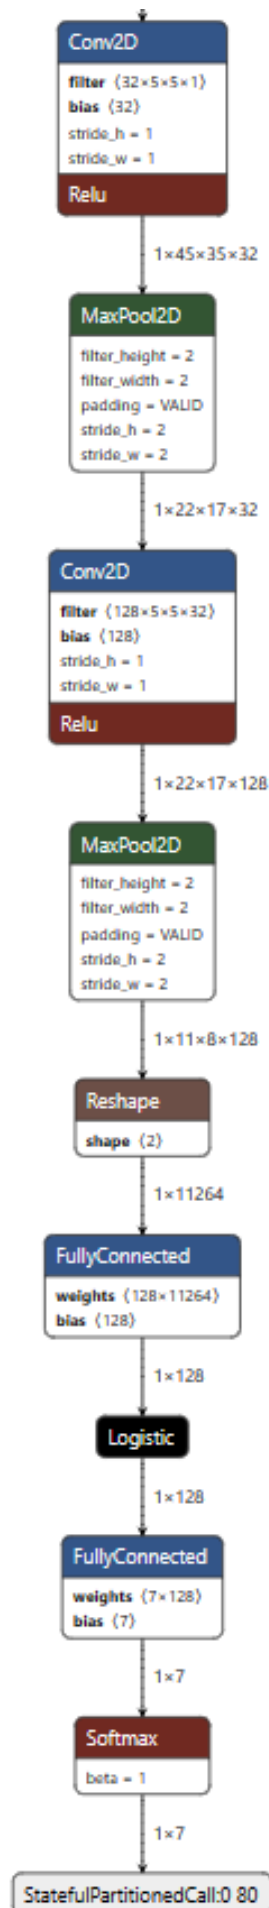 Conv2D
filter ⟨32×5×5×1⟩
bias ⟨32⟩
stride_h = 1
stride_w = 1
Relu
1×45×35×32
MaxPool2D
filter_height = 2
filter_width = 2
padding = VALID
stride_h = 2
stride_w = 2
1×22×17×32
Conv2D
filter ⟨128×5×5×32⟩
bias ⟨128⟩
stride_h = 1
stride_w = 1
Relu
1×22×17×128
MaxPool2D
filter_height = 2
filter_width = 2
padding = VALID
stride_h = 2
stride_w = 2
1×11×8×128
Reshape
shape ⟨2⟩
1×11264
FullyConnected
weights ⟨128×11264⟩
bias ⟨128⟩
1×128
Logistic
1×128
FullyConnected
weights ⟨7×128⟩
bias ⟨7⟩
1×7
Softmax
beta = 1
1×7
StatefulPartitionedCall:0 80